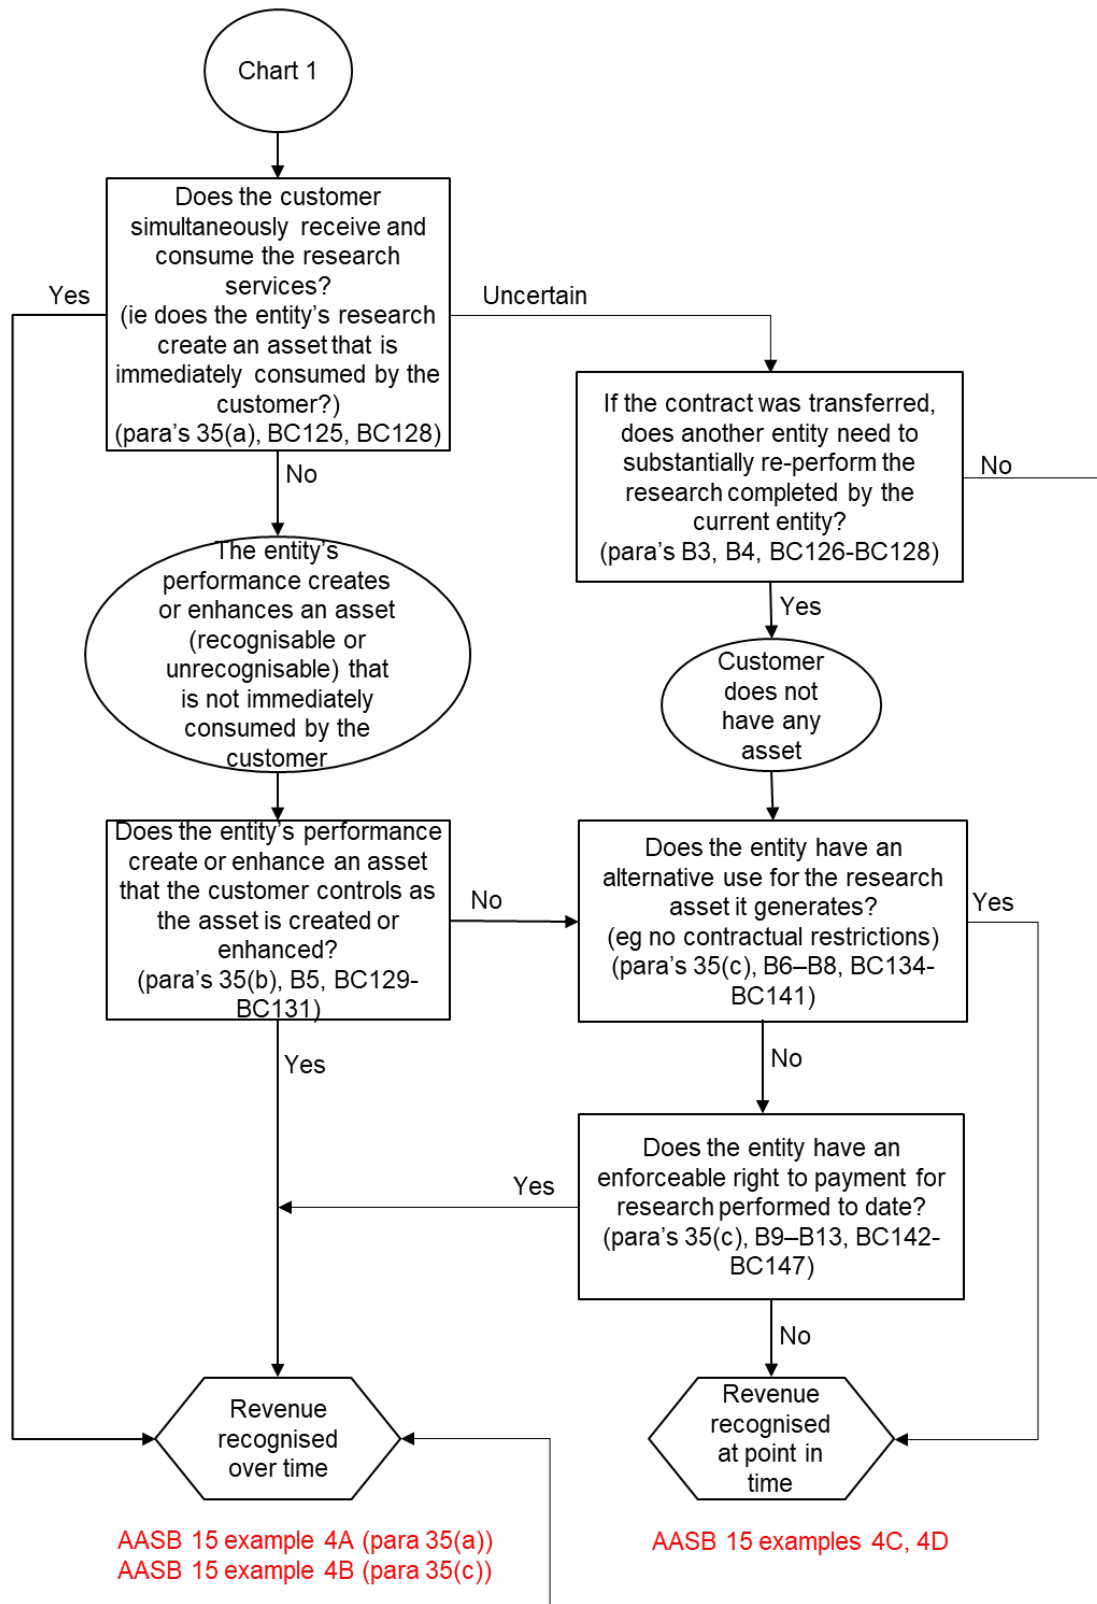 Chart 1
Does the customer
simultaneously receive and
consume the research
services?
(ie does the entity's research
create an asset that is
immediately consumed by the
customer?)
(para's 35(a), BC125, BC128)
Yes
Uncertain
No
If the contract was transferred,
does another entity need to
substantially re-perform the
research completed by the
current entity?
(para's B3, B4, BC126-BC128)
No
Yes
The entity's
performance creates
or enhances an asset
(recognisable or
unrecognisable) that
is not immediately
consumed by the
customer
Customer
does not
have any
asset
Does the entity's performance
create or enhance an asset
that the customer controls as
the asset is created or
enhanced?
(para's 35(b), B5, BC129-
BC131)
No
Yes
Does the entity have an
alternative use for the research
asset it generates?
(eg no contractual restrictions)
(para's 35(c), B6–B8, BC134-
BC141)
Yes
No
Does the entity have an
enforceable right to payment for
research performed to date?
(para's 35(c), B9–B13, BC142-
BC147)
Yes
No
Revenue
recognised
over time
Revenue
recognised
at point in
time
AASB 15 example 4A (para 35(a))
AASB 15 example 4B (para 35(c))
AASB 15 examples 4C, 4D